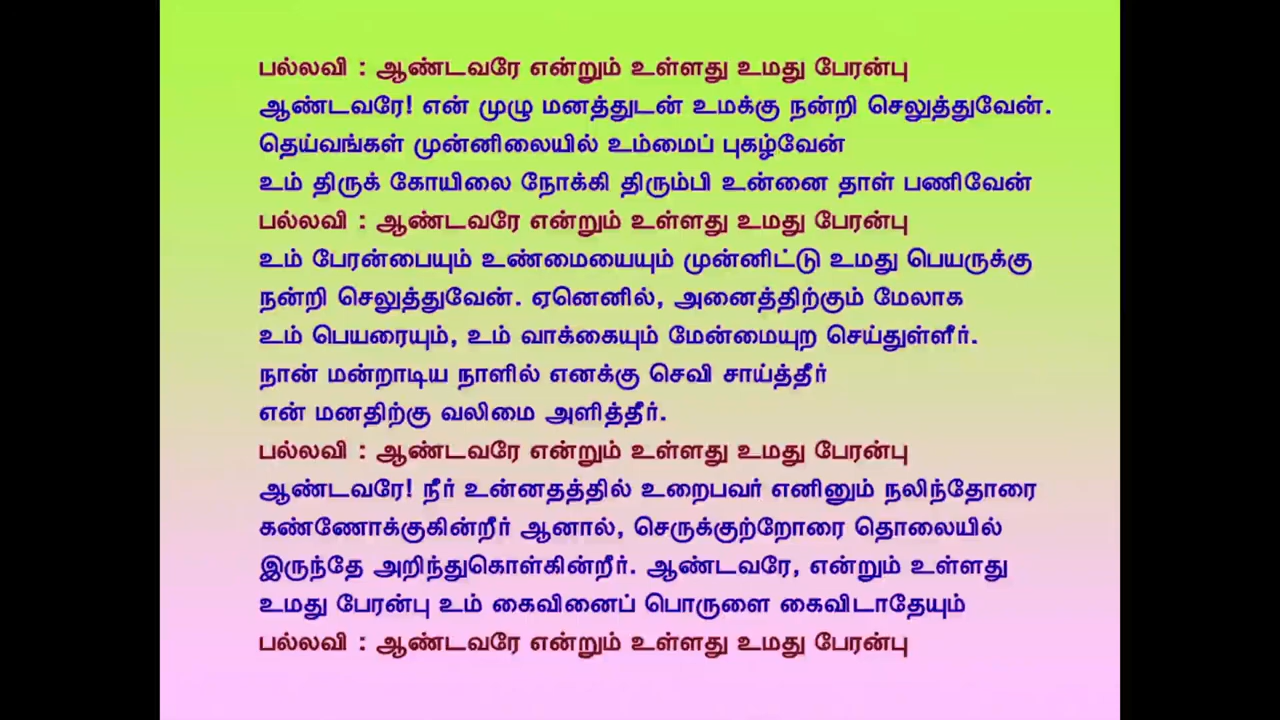 பல்லவி : ஆண்டவரே என்றும் உள்ளது உமது பேரன்பு
ஆண்டவரே! என் முழு மனத்துடன் உமக்கு நன்றி செலுத்துவேன்.
தெய்வங்கள் முன்னிலையில் உம்மைப் புகழ்வேன்
உம் திருக் கோயிலை நோக்கி திரும்பி உன்னை தாள் பணிவேன்
பல்லவி : ஆண்டவரே என்றும் உள்ளது உமது பேரன்பு
உம் பேரன்பையும் உண்மையையும் முன்னிட்டு உமது பெயருக்கு
நன்றி செலுத்துவேன். ஏனெனில், அனைத்திற்கும் மேலாக
உம் பெயரையும், உம் வாக்கையும் மேன்மையுற செய்துள்ளீர்.
நான் மன்றாடிய நாளில் எனக்கு செவி சாய்த்தீர்
என் மனதிற்கு வலிமை அளித்தீர்.
பல்லவி : ஆண்டவரே என்றும் உள்ளது உமது பேரன்பு
ஆண்டவரே! நீர் உன்னதத்தில் உறைபவர் எனினும் நலிந்தோரை
கண்ணோக்குகின்றீர் ஆனால், செருக்குற்றோரை தொலையில்
இருந்தே அறிந்துகொள்கின்றீர். ஆண்டவரே, என்றும் உள்ளது
உமது பேரன்பு உம் கைவினைப் பொருளை கைவிடாதேயும்
பல்லவி : ஆண்டவரே என்றும் உள்ளது உமது பேரன்பு